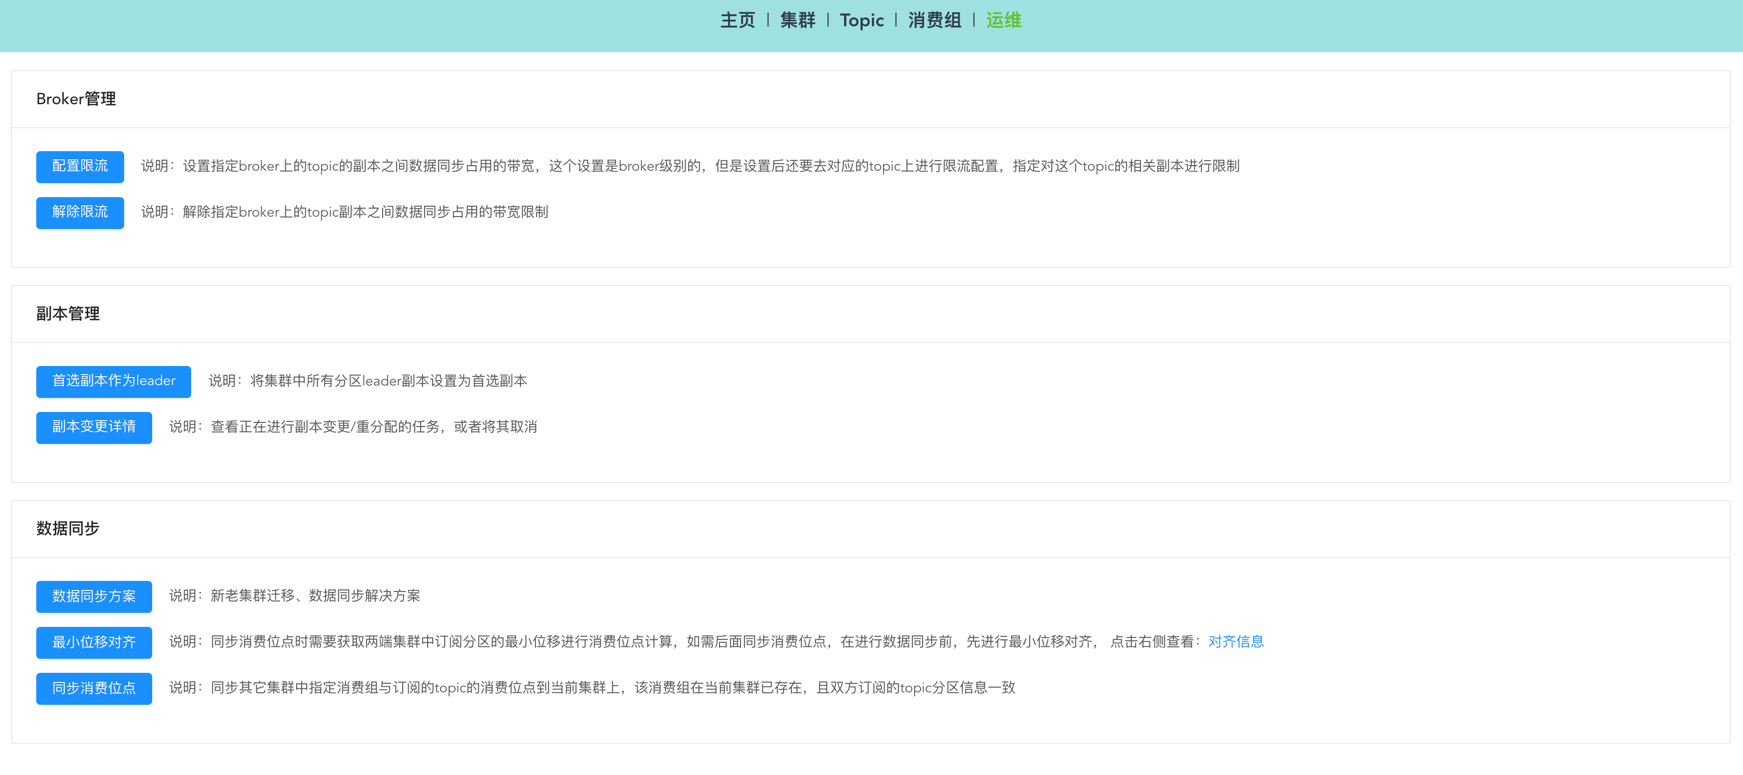 主页 | 集群 | Topic | 消费组 | 运维
Broker管理
配置限流 说明：设置指定broker上的topic的副本之间数据同步占用的带宽，这个设置是broker级别的，但是设置后还要去对应的topic上进行限流配置，指定对这个topic的相关副本进行限制
解除限流 说明：解除指定broker上的topic副本之间数据同步占用的带宽限制
副本管理
首选副本作为leader 说明：将集群中所有分区leader副本设置为首选副本
副本变更详情 说明：查看正在进行副本变更/重分配的任务，或者将其取消
数据同步
数据同步方案 说明：新老集群迁移、数据同步解决方案
最小位移对齐 说明：同步消费位点时需要获取两端集群中订阅分区的最小位移进行消费位点计算，如需后面同步消费位点，在进行数据同步前，先进行最小位移对齐， 点击右侧查看：对齐信息
同步消费位点 说明：同步其它集群中指定消费组与订阅的topic的消费位点到当前集群上，该消费组在当前集群已存在，且双方订阅的topic分区信息一致